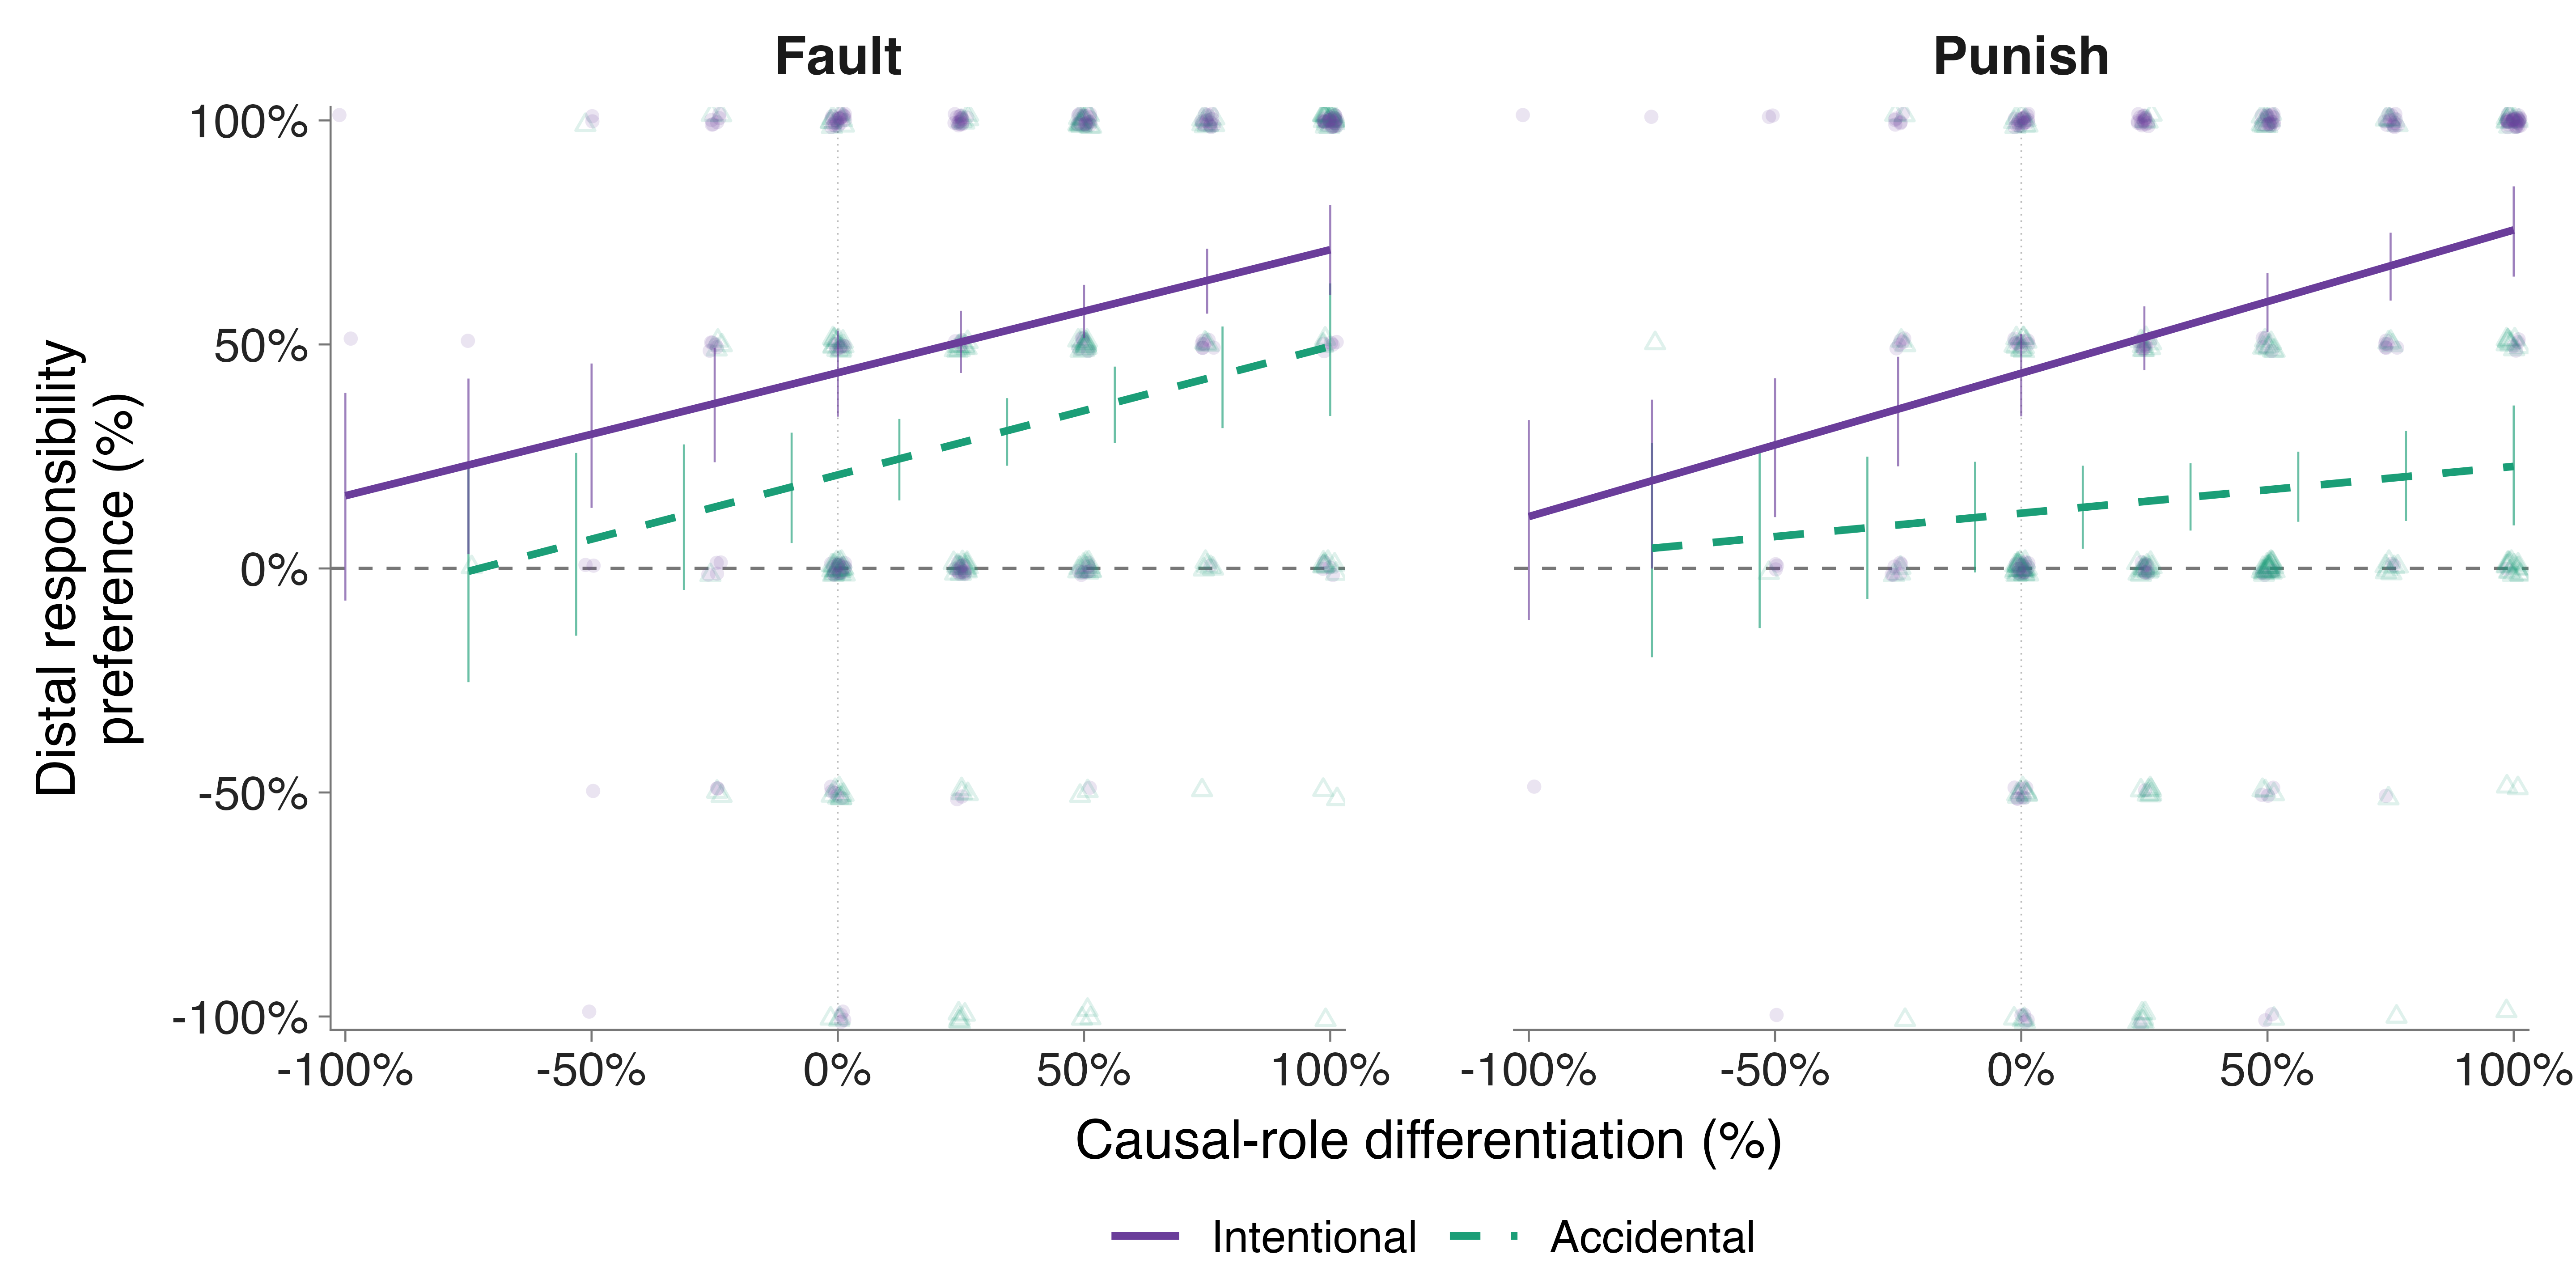 Fault
Punish
100%
50%
0%
-50%
-100%
Distal responsibility
preference (%)
-100%
-50%
0%
50%
100%
-100%
-50%
0%
50%
100%
Causal-role differentiation (%)
Intentional
Accidental